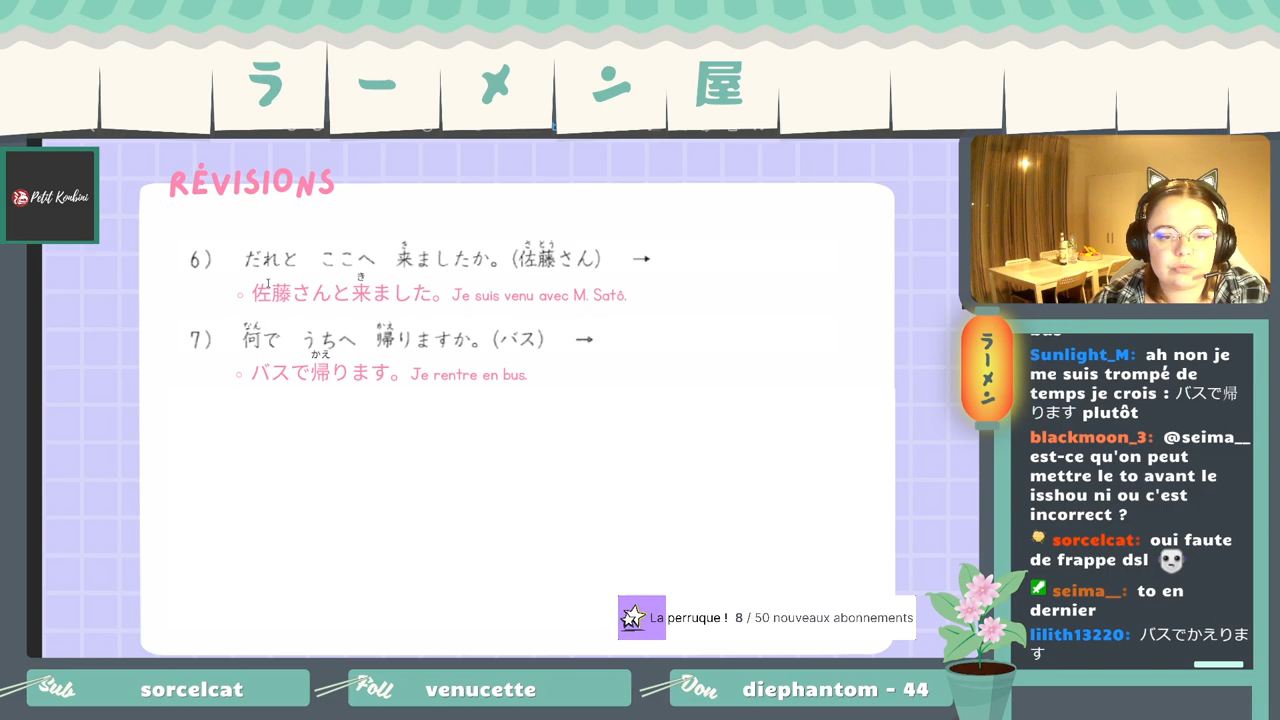 ラーメン屋
Petit Konbini
RÉVISIONS
6) だれと ここへ 来ましたか。(佐藤さん) →
佐藤さんと来ました。Je suis venu avec M. Satô.
7) 何で うちへ 帰りますか。(バス) →
バスで帰ります。Je rentre en bus.
La perruque ! 8 / 50 nouveaux abonnements
ラーメン
Sunlight_M: ah non je
me suis trompé de
temps je crois : バスで帰
ります plutôt
blackmoon_3: @seima__
est-ce qu'on peut
mettre le to avant le
isshou ni ou c'est
incorrect ?
sorcelcat: oui faute
de frappe dsl
seima__: to en
dernier
lilith13220: バスでかえりま
す
Sub sorcelcat
Foll venucette
Don diephantom - 44